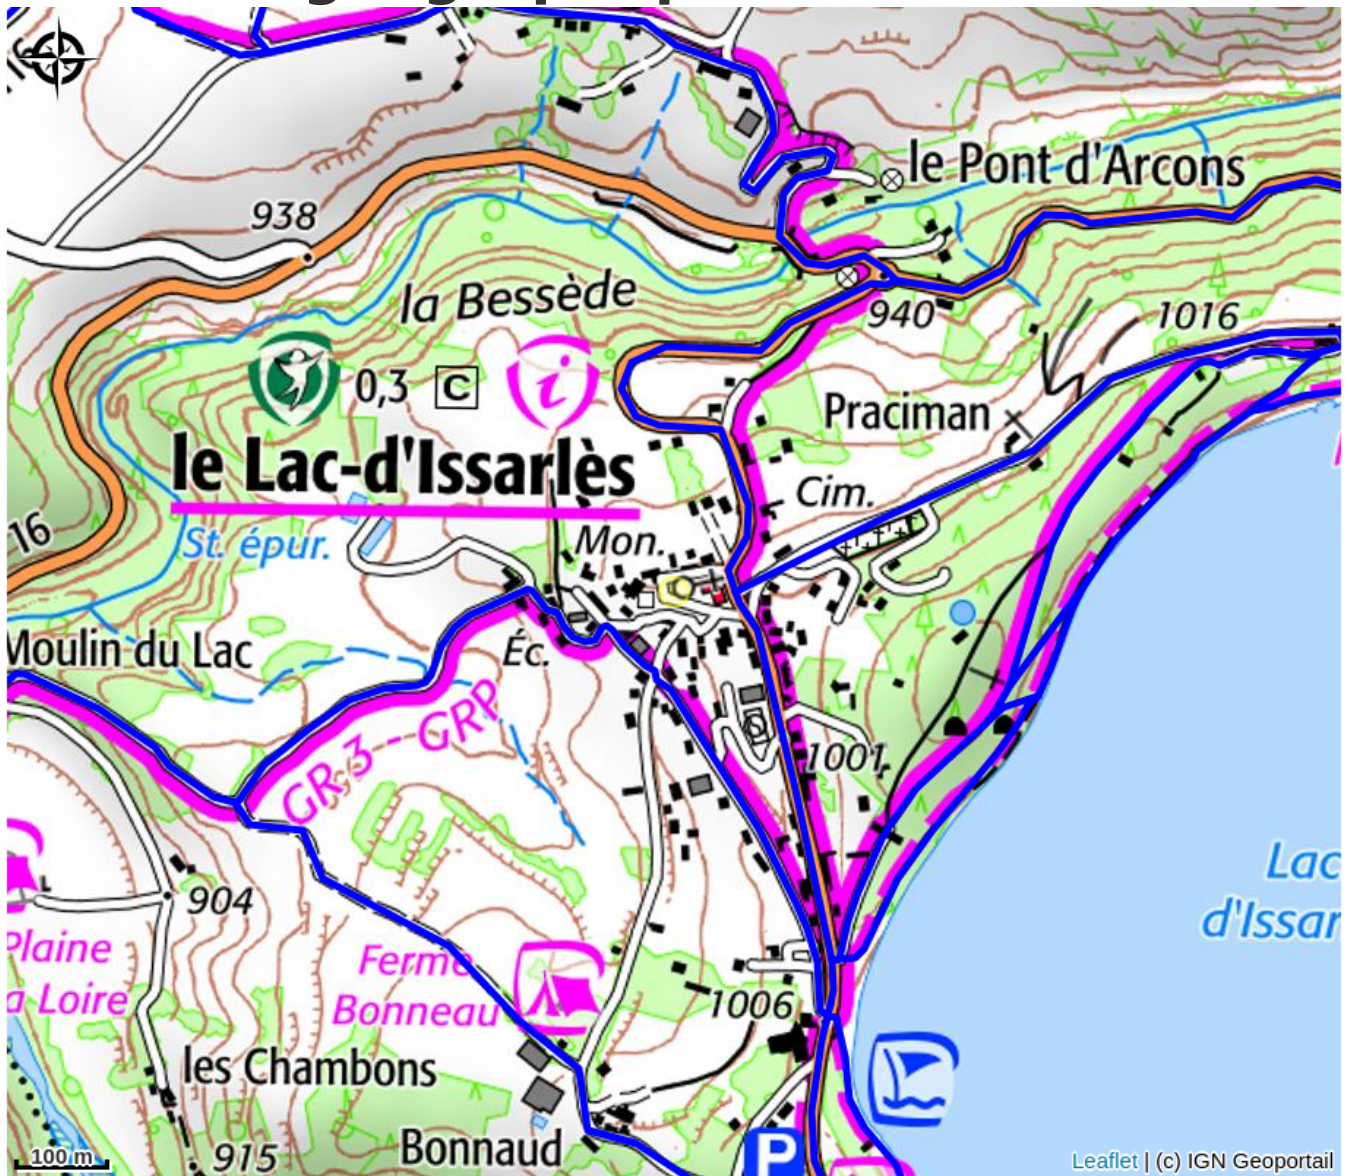 le Pont d'Arcons
938
la Bessède
940
1016
0,3 C i
Praciman
le Lac-d'Issarlès
Cim.
16
St. épur.
Mon.
Moulin du Lac
Éc.
GR 3 - GRP
1001
904
Lac
d'Issar
Plaine
a Loire
Ferme
Bonneau
1006
les Chambons
Bonnaud
P
915
100 m
Leaflet | (c) IGN Geoportail